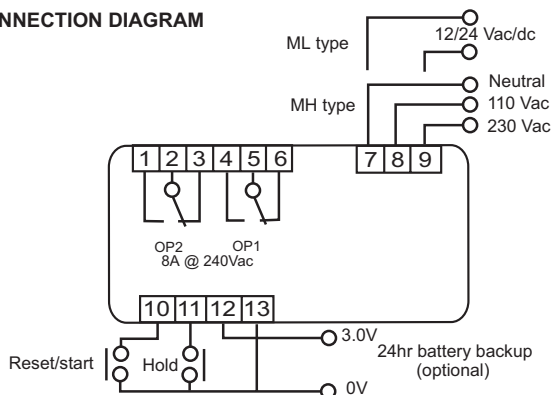 NNECTION DIAGRAM
ML type
12/24 Vac/dc
Neutral
MH type
110 Vac
230 Vac
1 2 3 4 5 6
7 8 9
OP2 OP1
8A @ 240Vac
10 11 12 13
3.0V
Reset/start
Hold
24hr battery backup
(optional)
0V